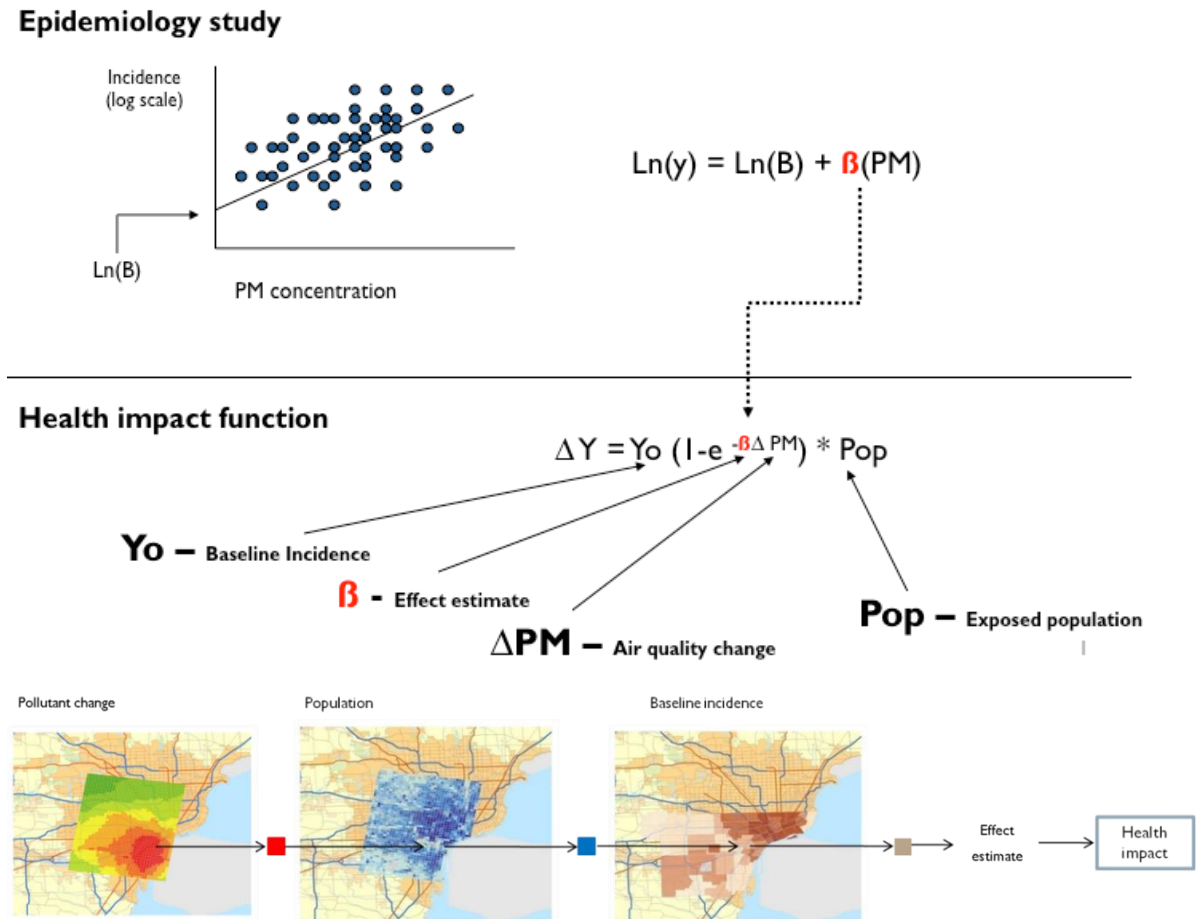 Epidemiology study
Incidence
(log scale)
Ln(y) = Ln(B) + ß(PM)
Ln(B)
PM concentration
Health impact function
Δ Y = Yo (1-e -ßΔ PM) * Pop
Yo – Baseline Incidence
ß - Effect estimate
Pop – Exposed population
ΔPM – Air quality change
Pollutant change
Population
Baseline incidence
Effect
estimate
Health
impact